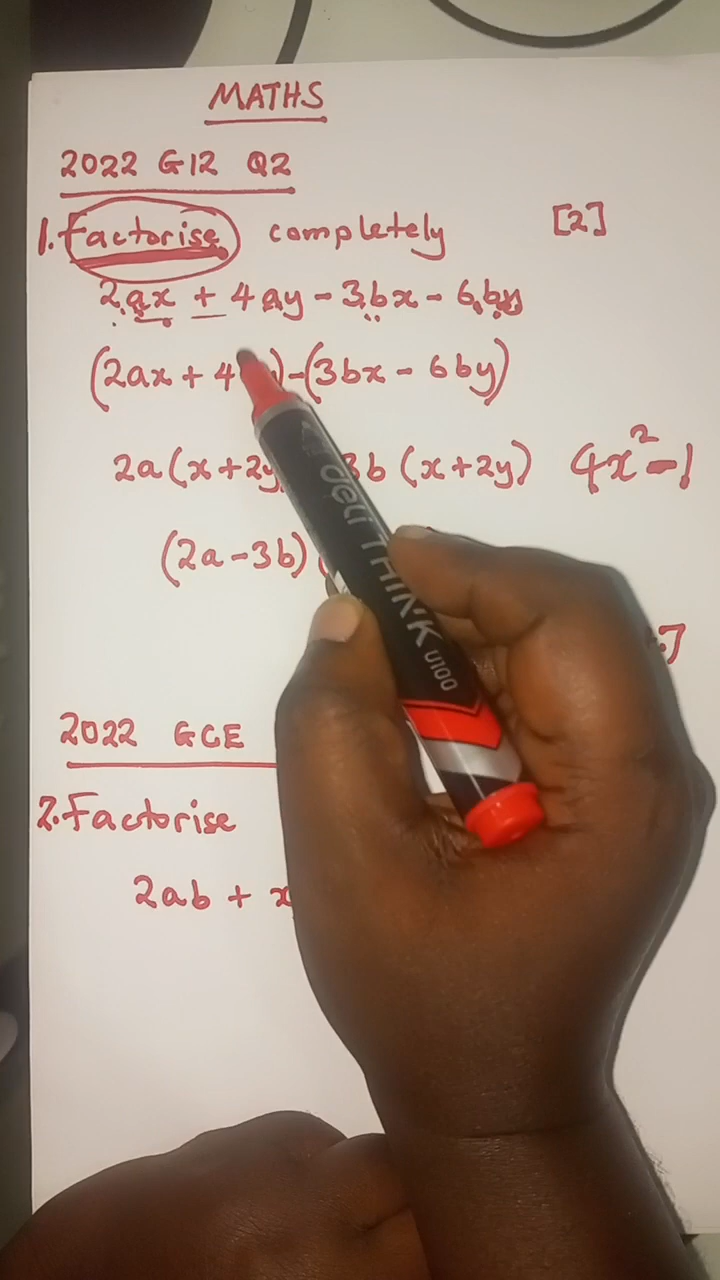 MATHS
2022 G12 Q2
1. Factorise completely [2]
2ax + 4ay - 3bx - 6by
(2ax + 4 ) - (3bx - 6by)
2a (x + 2y 3b (x + 2y) 4x² - 1
(2a - 3b) (
7
2022 GCE
2. Factorise
2ab + x
deli THINK U100